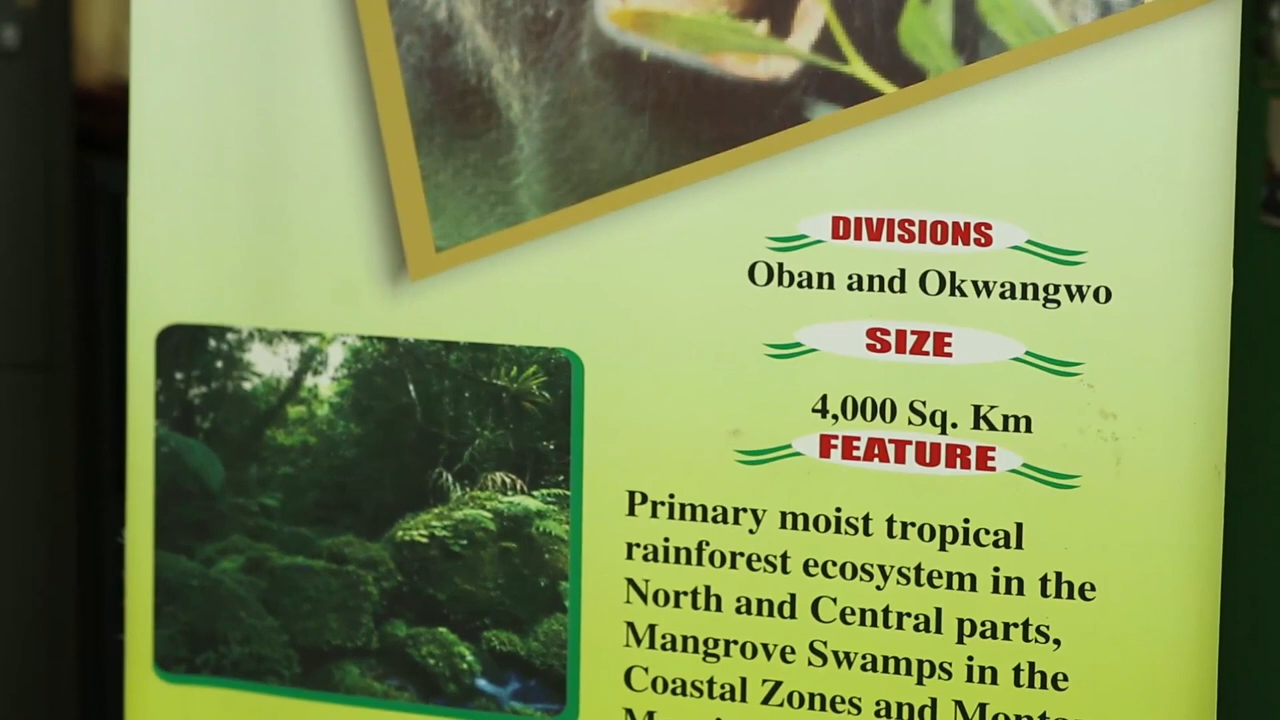 DIVISIONS
Oban and Okwangwo
SIZE
4,000 Sq. Km
FEATURE
Primary moist tropical
rainforest ecosystem in the
North and Central parts,
Mangrove Swamps in the
Coastal Zones and